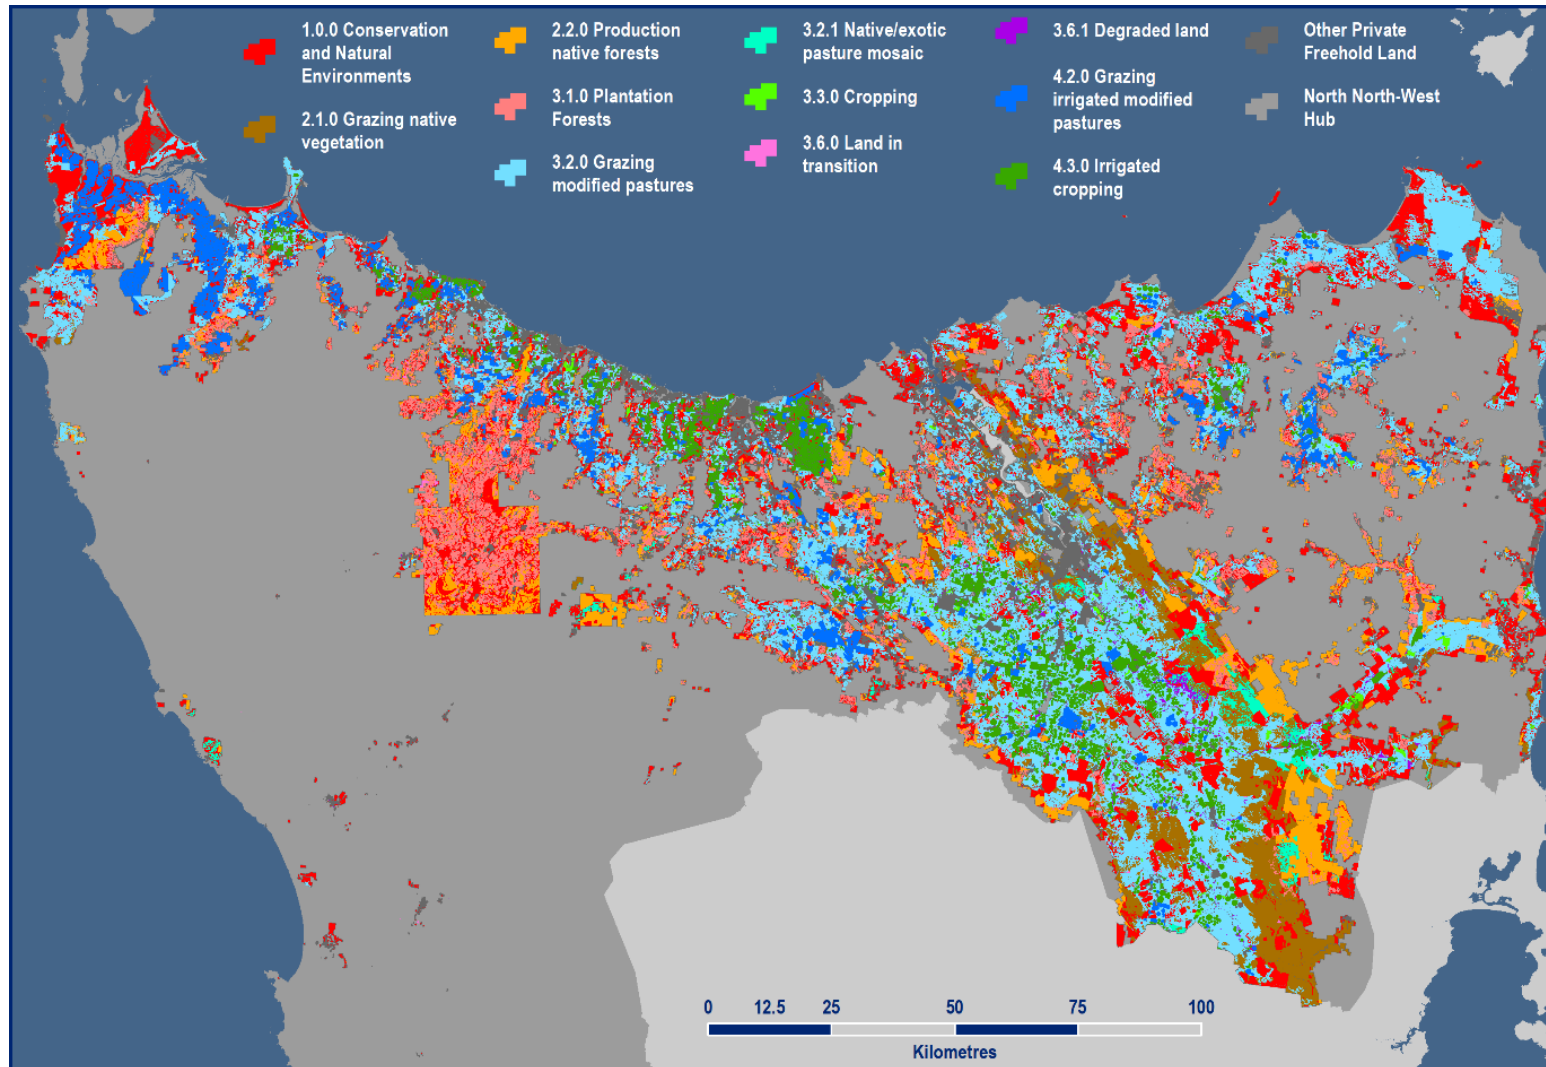 1.0.0 Conservation
and Natural
Environments
2.1.0 Grazing native
vegetation
2.2.0 Production
native forests
3.1.0 Plantation
Forests
3.2.0 Grazing
modified pastures
3.2.1 Native/exotic
pasture mosaic
3.3.0 Cropping
3.6.0 Land in
transition
3.6.1 Degraded land
4.2.0 Grazing
irrigated modified
pastures
4.3.0 Irrigated
cropping
Other Private
Freehold Land
North North-West
Hub
0 12.5 25 50 75 100
Kilometres